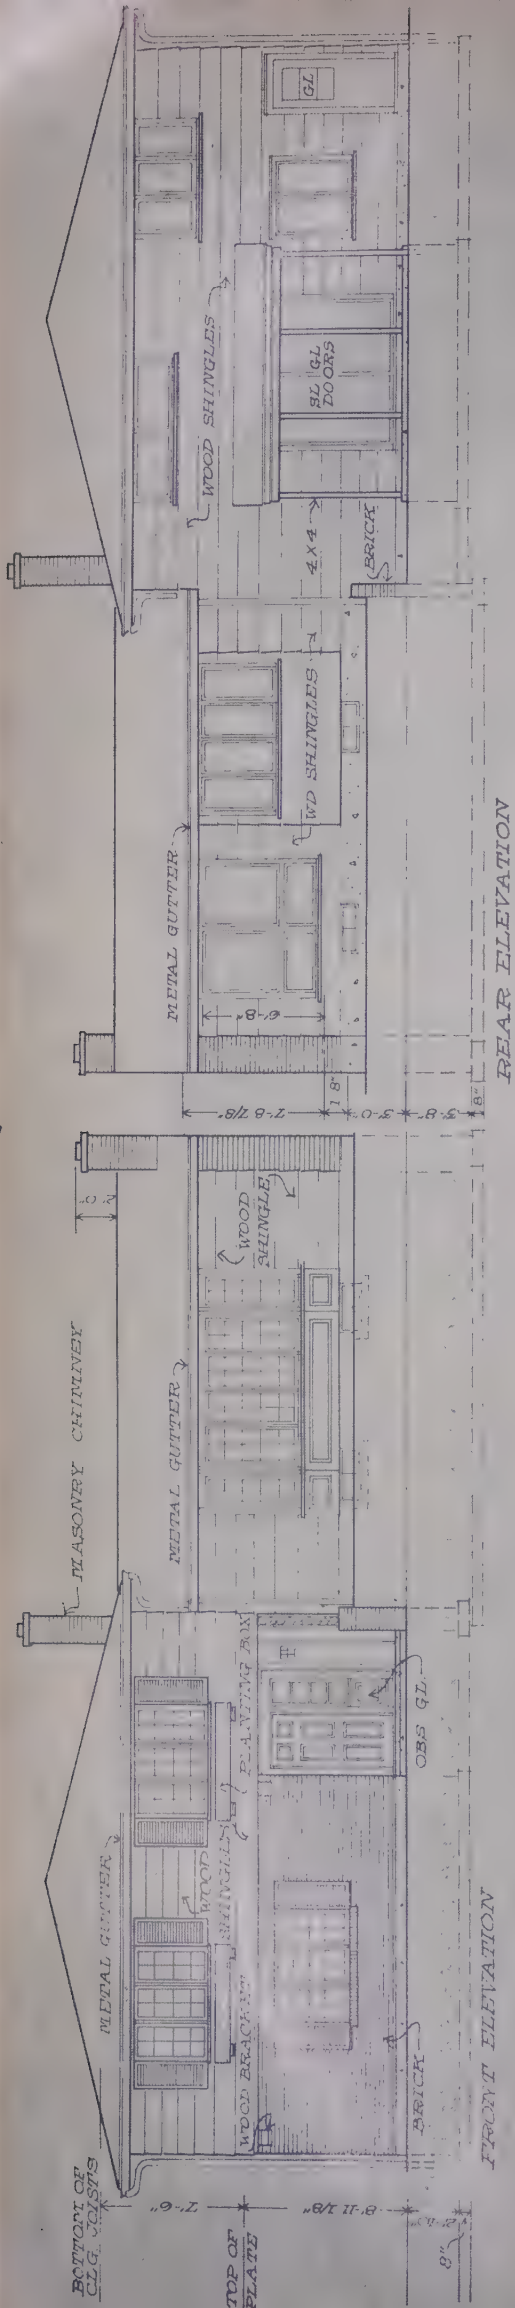 BOTTOM OF
CLG. JOISTS
7'-6"
TOP OF
PLATE
8'-11 7/8"
8"
METAL GUTTER
MASONRY CHIMNEY
METAL GUTTER
WOOD
SHINGLES
PLANTING BOX
WOOD BRACKET
WOOD
SHINGLE
BRICK
OBS GL.
FRONT ELEVATION
7'-8 7/8"
1'8"
3'-0"
3'-8"
8"
METAL GUTTER
6'-8"
WD SHINGLES
WOOD SHINGLES
4X4
BRICK
SL GL
DOORS
GL
REAR ELEVATION